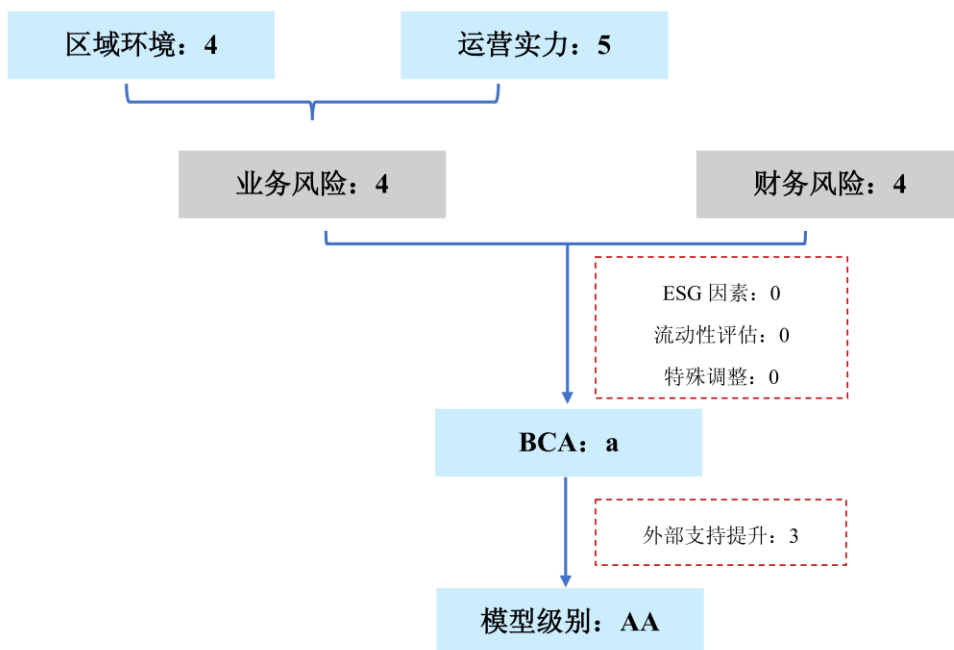 区域环境：4
运营实力：5
业务风险：4
财务风险：4
ESG 因素：0
流动性评估：0
特殊调整：0
BCA：a
外部支持提升：3
模型级别：AA